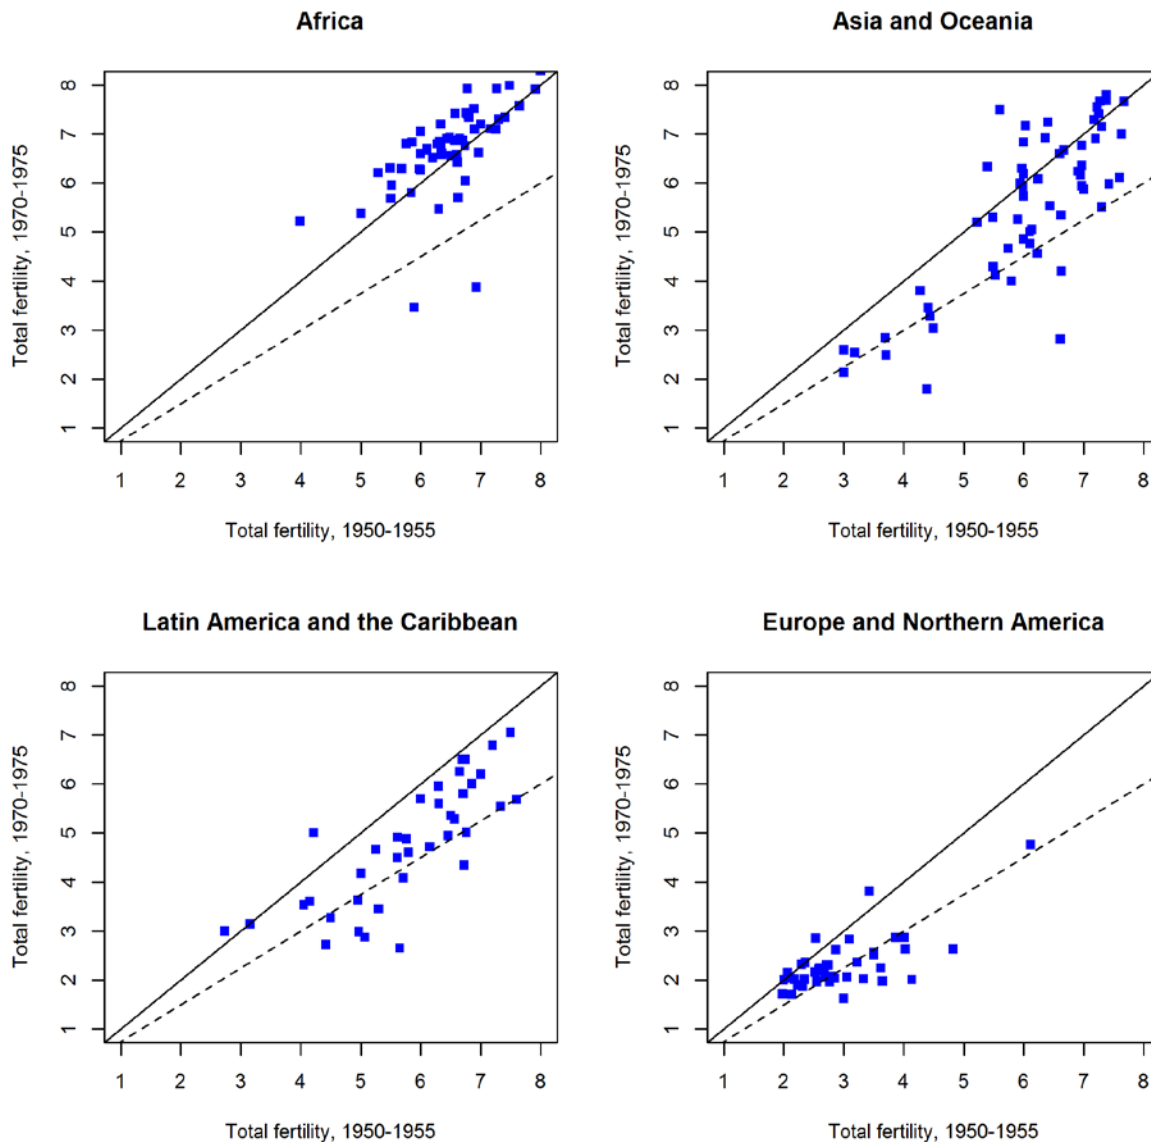 Africa
Total fertility, 1970-1975
8
7
6
5
4
3
2
1
1 2 3 4 5 6 7 8
Total fertility, 1950-1955
Asia and Oceania
Total fertility, 1970-1975
8
7
6
5
4
3
2
1
1 2 3 4 5 6 7 8
Total fertility, 1950-1955
Latin America and the Caribbean
Total fertility, 1970-1975
8
7
6
5
4
3
2
1
1 2 3 4 5 6 7 8
Total fertility, 1950-1955
Europe and Northern America
Total fertility, 1970-1975
8
7
6
5
4
3
2
1
1 2 3 4 5 6 7 8
Total fertility, 1950-1955